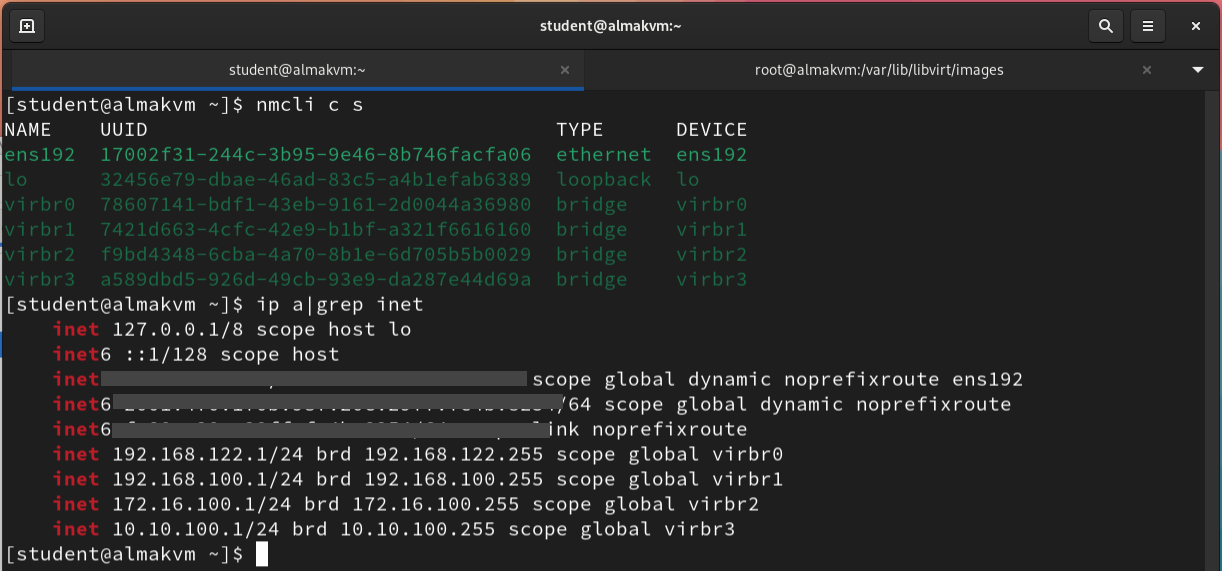 student@almakvm:~
student@almakvm:~
root@almakvm:/var/lib/libvirt/images
[student@almakvm ~]$ nmcli c s
NAME    UUID                                  TYPE      DEVICE
ens192  17002f31-244c-3b95-9e46-8b746facfa06  ethernet  ens192
lo      32456e79-dbae-46ad-83c5-a4b1efab6389  loopback  lo
virbr0  78607141-bdf1-43eb-9161-2d0044a36980  bridge    virbr0
virbr1  7421d663-4cfc-42e9-b1bf-a321f6616160  bridge    virbr1
virbr2  f9bd4348-6cba-4a70-8b1e-6d705b5b0029  bridge    virbr2
virbr3  a589dbd5-926d-49cb-93e9-da287e44d69a  bridge    virbr3
[student@almakvm ~]$ ip a|grep inet
    inet 127.0.0.1/8 scope host lo
    inet6 ::1/128 scope host
    inet scope global dynamic noprefixroute ens192
    inet6 /64 scope global dynamic noprefixroute
    inet6 link noprefixroute
    inet 192.168.122.1/24 brd 192.168.122.255 scope global virbr0
    inet 192.168.100.1/24 brd 192.168.100.255 scope global virbr1
    inet 172.16.100.1/24 brd 172.16.100.255 scope global virbr2
    inet 10.10.100.1/24 brd 10.10.100.255 scope global virbr3
[student@almakvm ~]$